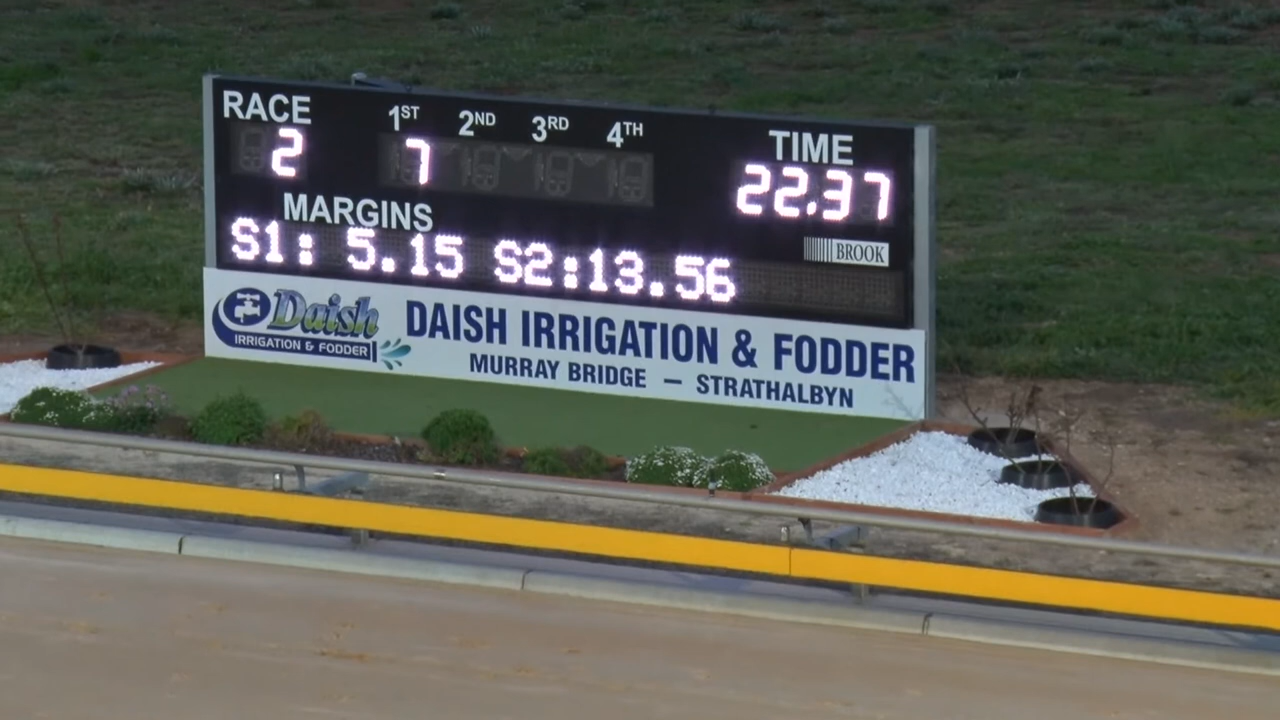 RACE 1ST 2ND 3RD 4TH TIME
2 7 22.37
MARGINS
S1: 5.15 S2:13.56
BROOK
Daish
IRRIGATION & FODDER
DAISH IRRIGATION & FODDER
MURRAY BRIDGE — STRATHALBYN